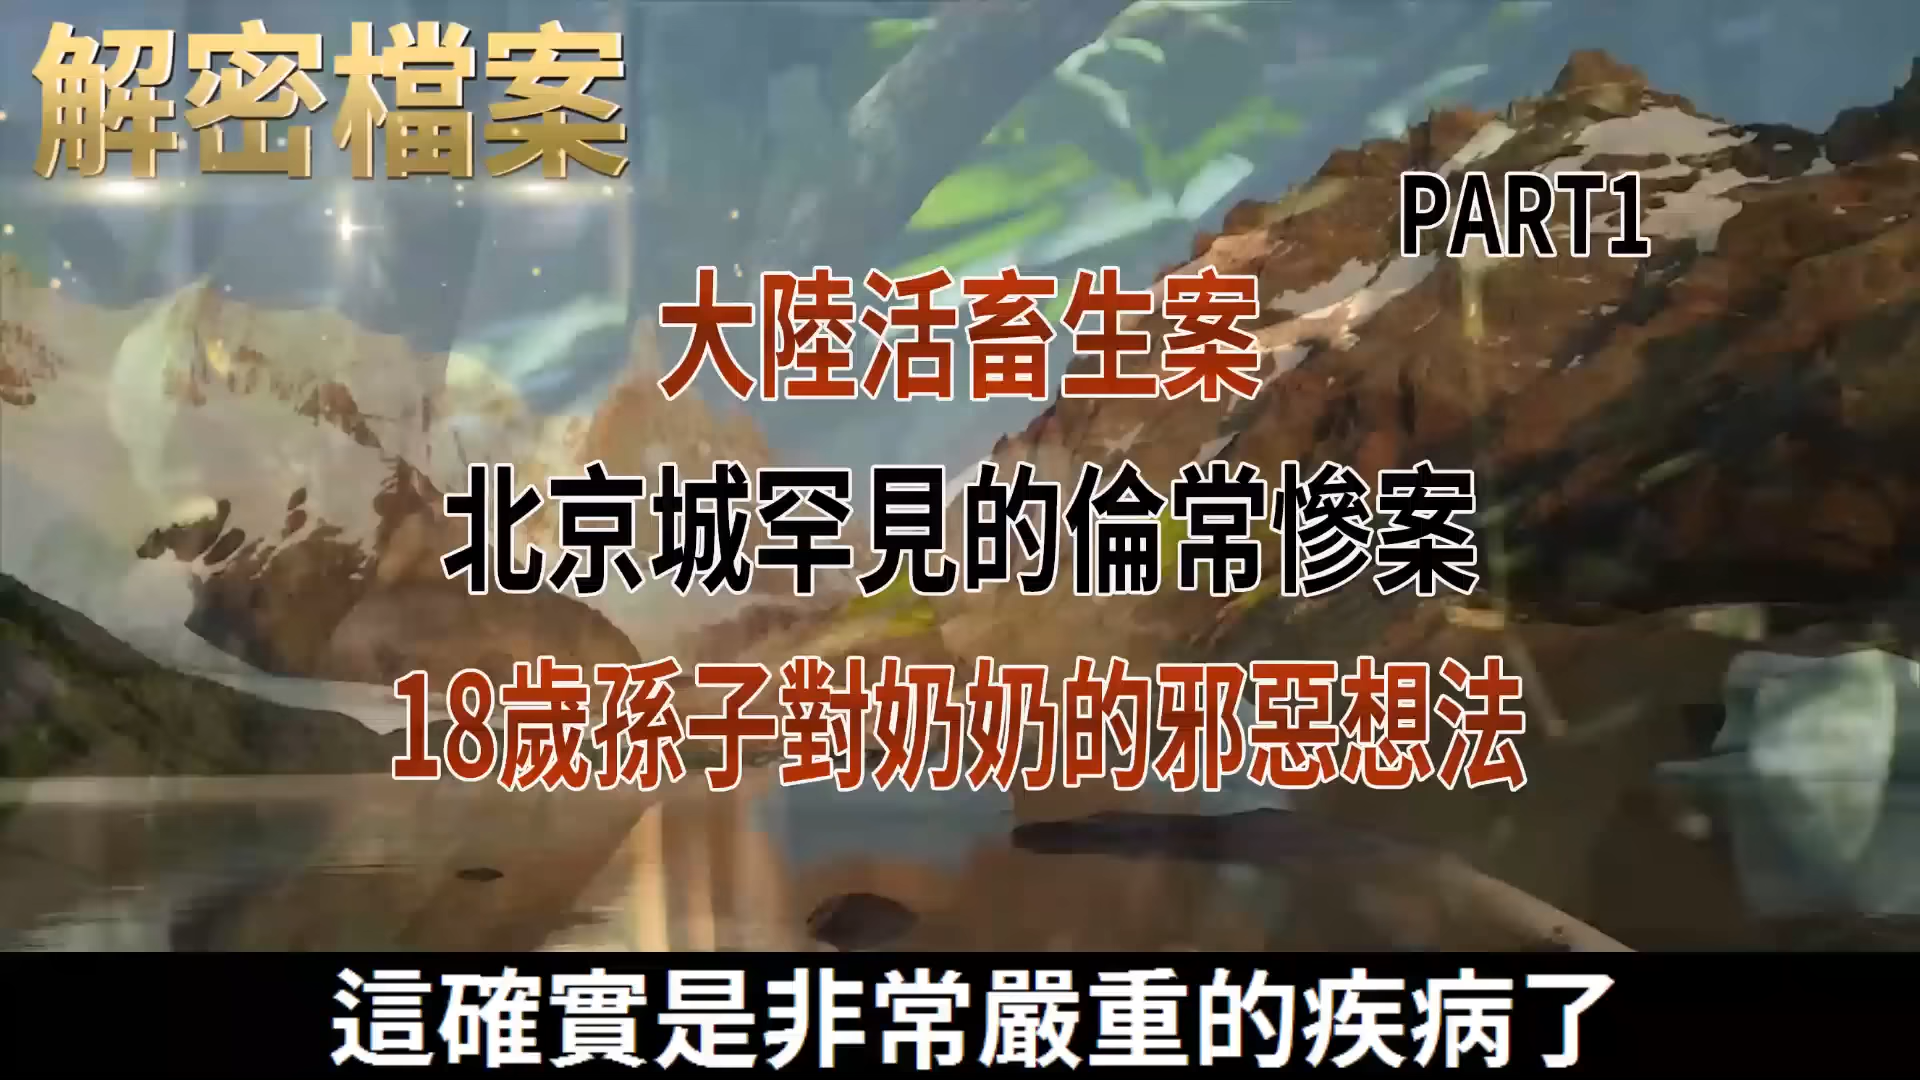 解密檔案
PART1
大陸活畜生案
北京城罕見的倫常慘案
18歲孫子對奶奶的邪惡想法
這確實是非常嚴重的疾病了